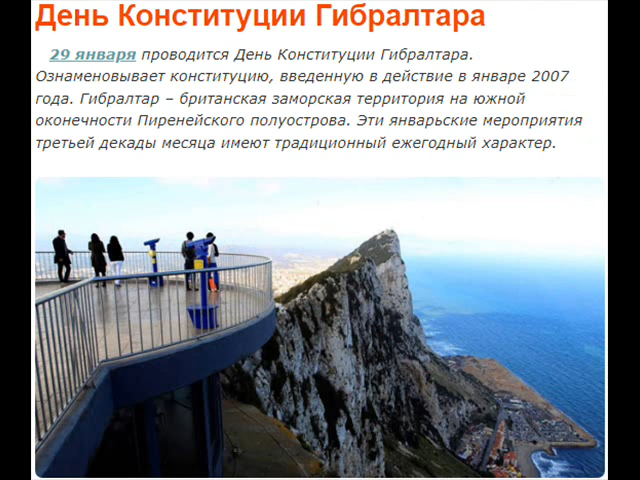 День Конституции Гибралтара
29 января проводится День Конституции Гибралтара.
Ознаменовывает конституцию, введенную в действие в январе 2007
года. Гибралтар – британская заморская территория на южной
оконечности Пиренейского полуострова. Эти январьские мероприятия
третьей декады месяца имеют традиционный ежегодный характер.